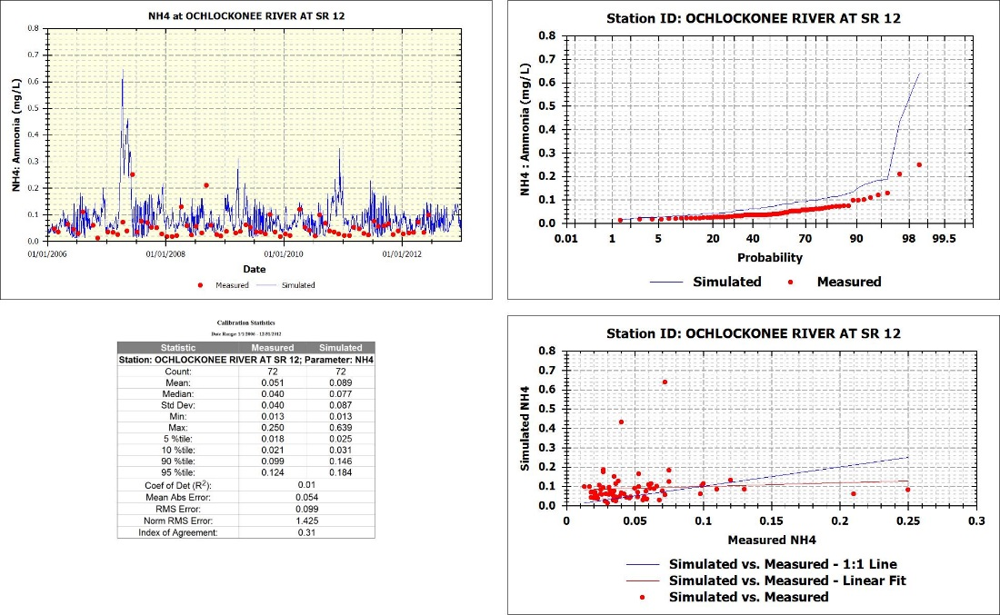 NH4 at OCHLOCKONEE RIVER AT SR 12
NH4: Ammonia (mg/L)
0.8
0.7
0.6
0.5
0.4
0.3
0.2
0.1
0.0
01/01/2006
01/01/2008
01/01/2010
01/01/2012
Date
Measured
Simulated
Station ID: OCHLOCKONEE RIVER AT SR 12
NH4 : Ammonia (mg/L)
0.8
0.7
0.6
0.5
0.4
0.3
0.2
0.1
0.0
0.01 1 5 20 40 70 90 98 99.5
Probability
Simulated
Measured
Calibration Statistics
Date Range: 1/1/2006 - 12/31/2012
Statistic Measured Simulated
Station: OCHLOCKONEE RIVER AT SR 12; Parameter: NH4
Count: 72 72
Mean: 0.051 0.089
Median: 0.040 0.077
Std Dev: 0.040 0.087
Min: 0.013 0.013
Max: 0.250 0.639
5 %tile: 0.018 0.025
10 %tile: 0.021 0.031
90 %tile: 0.099 0.146
95 %tile: 0.124 0.184
Coef of Det (R²): 0.01
Mean Abs Error: 0.054
RMS Error: 0.099
Norm RMS Error: 1.425
Index of Agreement: 0.31
Station ID: OCHLOCKONEE RIVER AT SR 12
Simulated NH4
0.8
0.7
0.6
0.5
0.4
0.3
0.2
0.1
0.0
0 0.05 0.1 0.15 0.2 0.25 0.3
Measured NH4
Simulated vs. Measured - 1:1 Line
Simulated vs. Measured - Linear Fit
Simulated vs. Measured